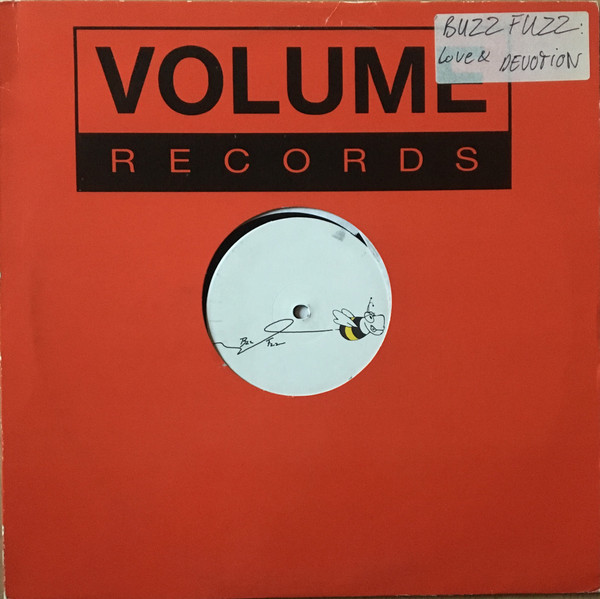 BUZZ FUZZ:
Love & DEVOTION
VOLUME
RECORDS